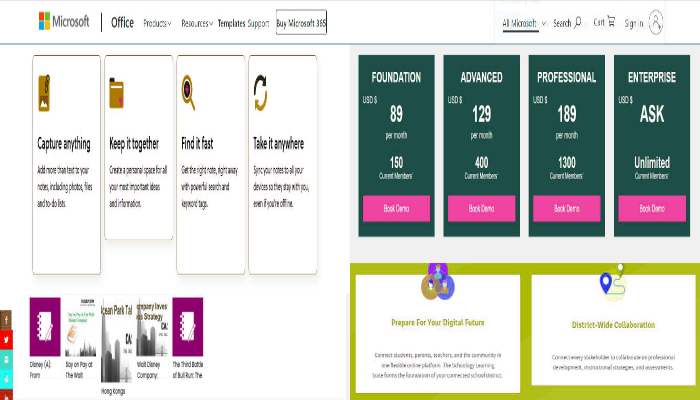 Microsoft
Office
Products
Resources
Templates
Support
Buy Microsoft 365
All Microsoft
Search
Cart
Sign in
Capture anything
Add more than text to your
notes, including photos, files
and to-do lists.
Keep it together
Create a personal space for all
your most important ideas
and information.
Find it fast
Get the right note, right away
with powerful search and
keyword tags.
Take it anywhere
Sync your notes to all your
devices so they stay with you,
even if you're offline.
FOUNDATION
USD $
89
per month
150
Current Members'
Book Demo
ADVANCED
USD $
129
per month
400
Current Members'
Book Demo
PROFESSIONAL
USD $
189
per month
1300
Current Members'
Book Demo
ENTERPRISE
USD $
ASK
Unlimited
Current Members'
Book Demo
Disney (A):
From
Say on Pay at
The Walt
Ocean Park Tal
Hong Kongs
Company Inves
s Strategy
Walt Disney
Company:
The Third Battle
of Bull Run: The
Prepare For Your Digital Future
Connect students, parents, teachers, and the community in
one flexible online platform. The Schoology Learning
Suite forms the foundation of your connected school district.
District-Wide Collaboration
Connect every stakeholder to collaborate on professional
development, instructional strategies, and assessments.